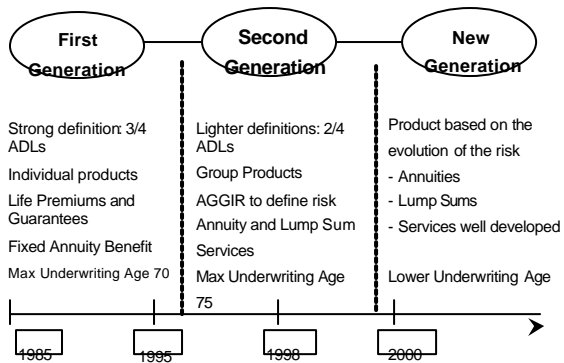 First
Generation
Second
Generation
New
Generation
Strong definition: 3/4
ADLs
Individual products
Life Premiums and
Guarantees
Fixed Annuity Benefit
Max Underwriting Age 70
Lighter definitions: 2/4
ADLs
Group Products
AGGIR to define risk
Annuity and Lump Sum
Services
Max Underwriting Age
75
Product based on the
evolution of the risk
- Annuities
- Lump Sums
- Services well developed
Lower Underwriting Age
1985
1995
1998
2000